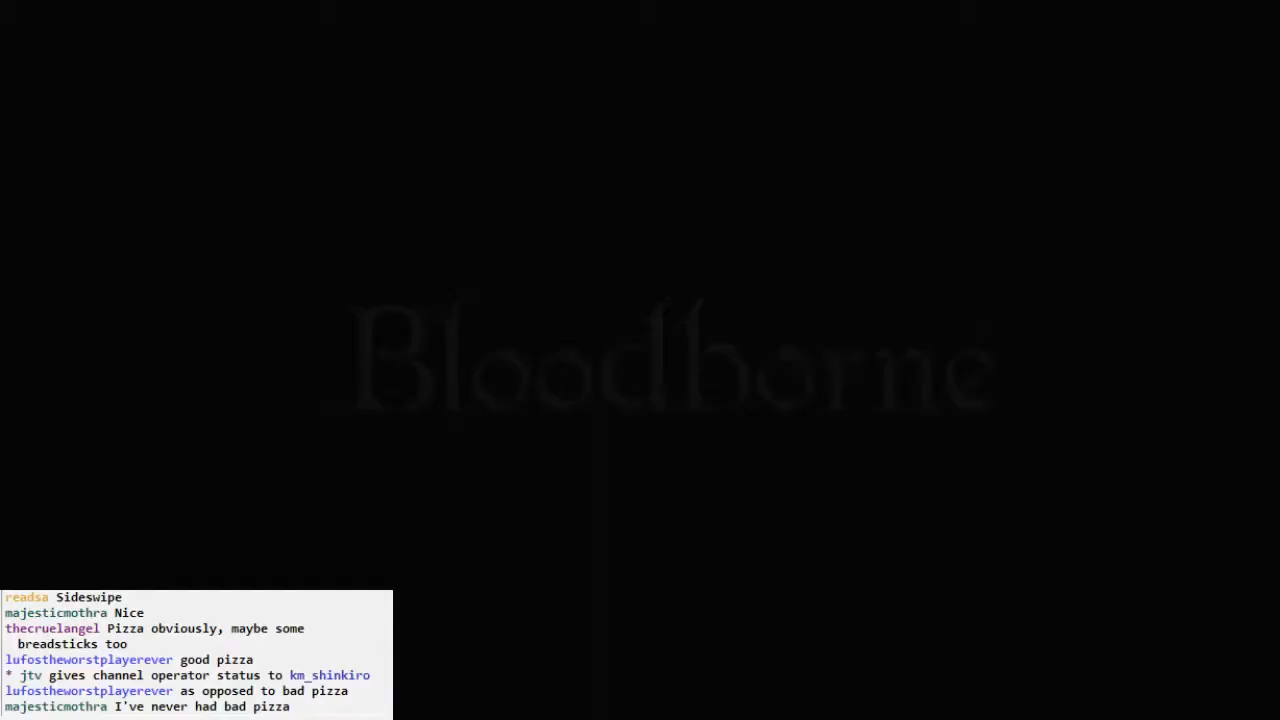 Bloodborne
readsa Sideswipe
majesticmothra Nice
thecruelangel Pizza obviously, maybe some
breadsticks too
lufostheworstplayerever good pizza
* jtv gives channel operator status to km_shinkiro
lufostheworstplayerever as opposed to bad pizza
majesticmothra I've never had bad pizza